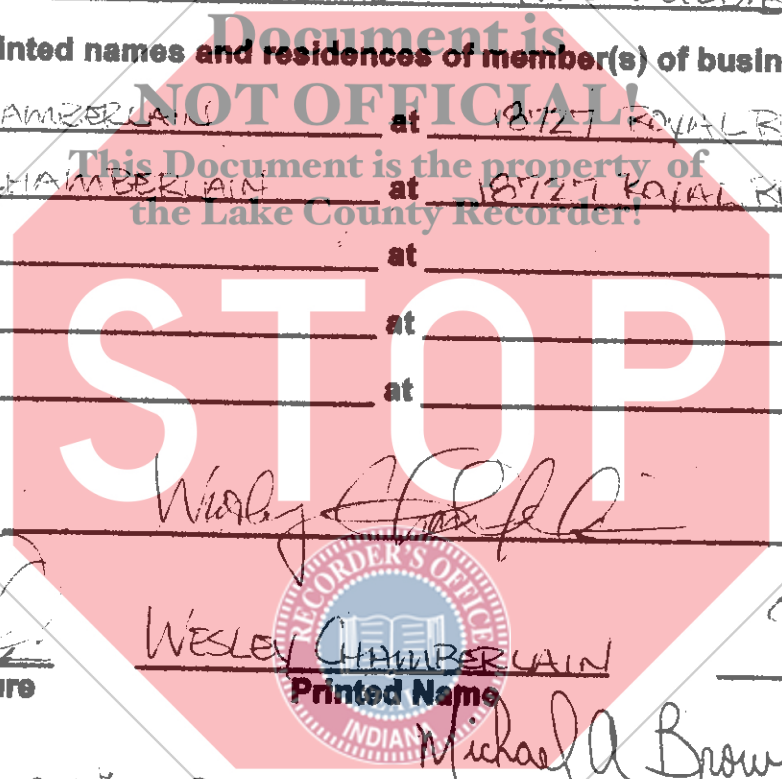 Document is
inted names and residences of member(s) of busin
NOT OFFICIAL!
AMBERLAIN at 18727 ROYAL R
This Document is the property of
HAMBERLAIN at 18727 ROYAL R
the Lake County Recorder!
at
at
at
STOP
Wesley Chamberlain
RECORDER'S OFFICE
WESLEY CHAMBERLAIN
ure Printed Name
INDIANA
Michael A Brow